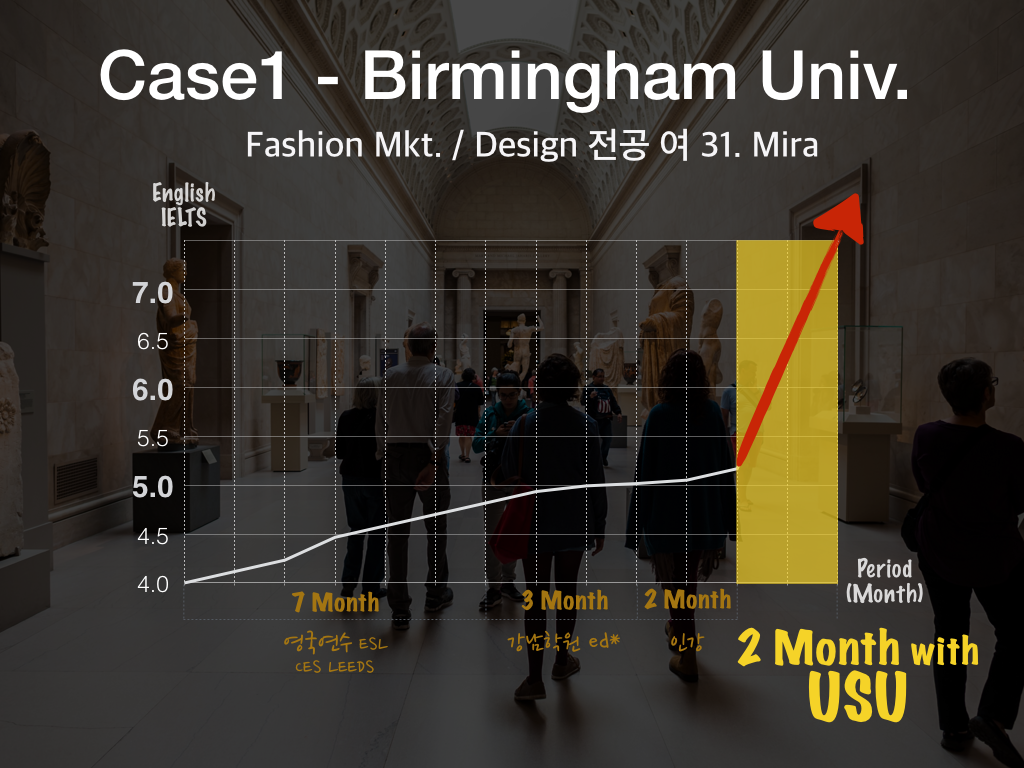 Case1 - Birmingham Univ.
Fashion Mkt. / Design 전공 여 31. Mira
English
IELTS
7.0
6.5
6.0
5.5
5.0
4.5
4.0
Period
(Month)
7 Month
3 Month
2 Month
영국연수 ESL
CES LEEDS
강남학원 ed*
인강
2 Month with
USU